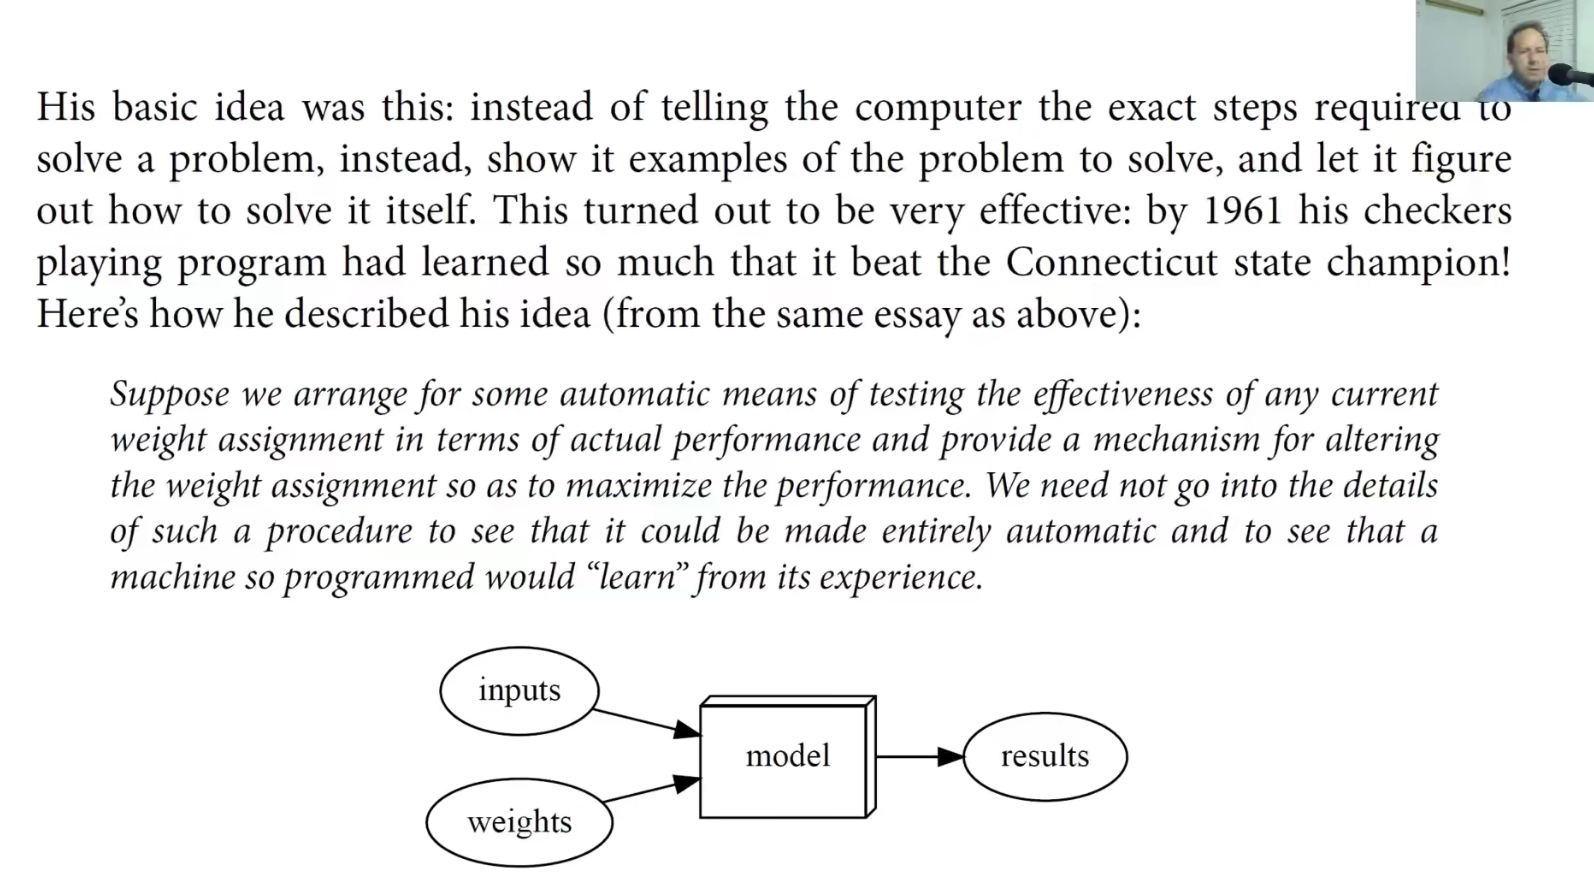 His basic idea was this: instead of telling the computer the exact steps required to
solve a problem, instead, show it examples of the problem to solve, and let it figure
out how to solve it itself. This turned out to be very effective: by 1961 his checkers
playing program had learned so much that it beat the Connecticut state champion!
Here’s how he described his idea (from the same essay as above):
Suppose we arrange for some automatic means of testing the effectiveness of any current
weight assignment in terms of actual performance and provide a mechanism for altering
the weight assignment so as to maximize the performance. We need not go into the details
of such a procedure to see that it could be made entirely automatic and to see that a
machine so programmed would “learn” from its experience.
inputs
model
results
weights